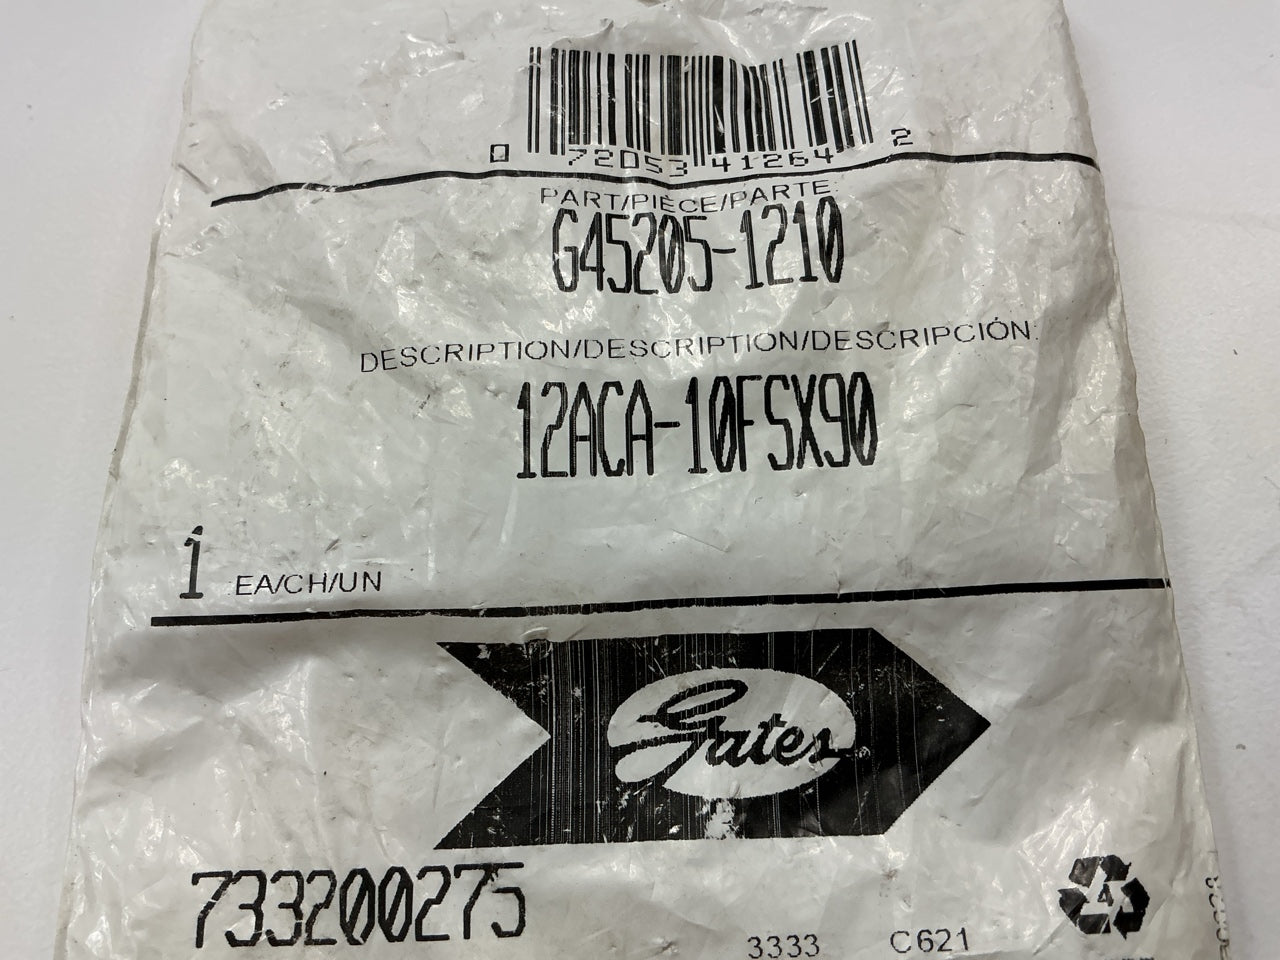 0 72053 41264 2
PART/PIÈCE/PARTE:
G45205-1210
DESCRIPTION/DESCRIPTION/DESCRIPCIÓN:
12ACA-10FSX90
1 EA/CH/UN
Gates®
733200275
4
3333 C621